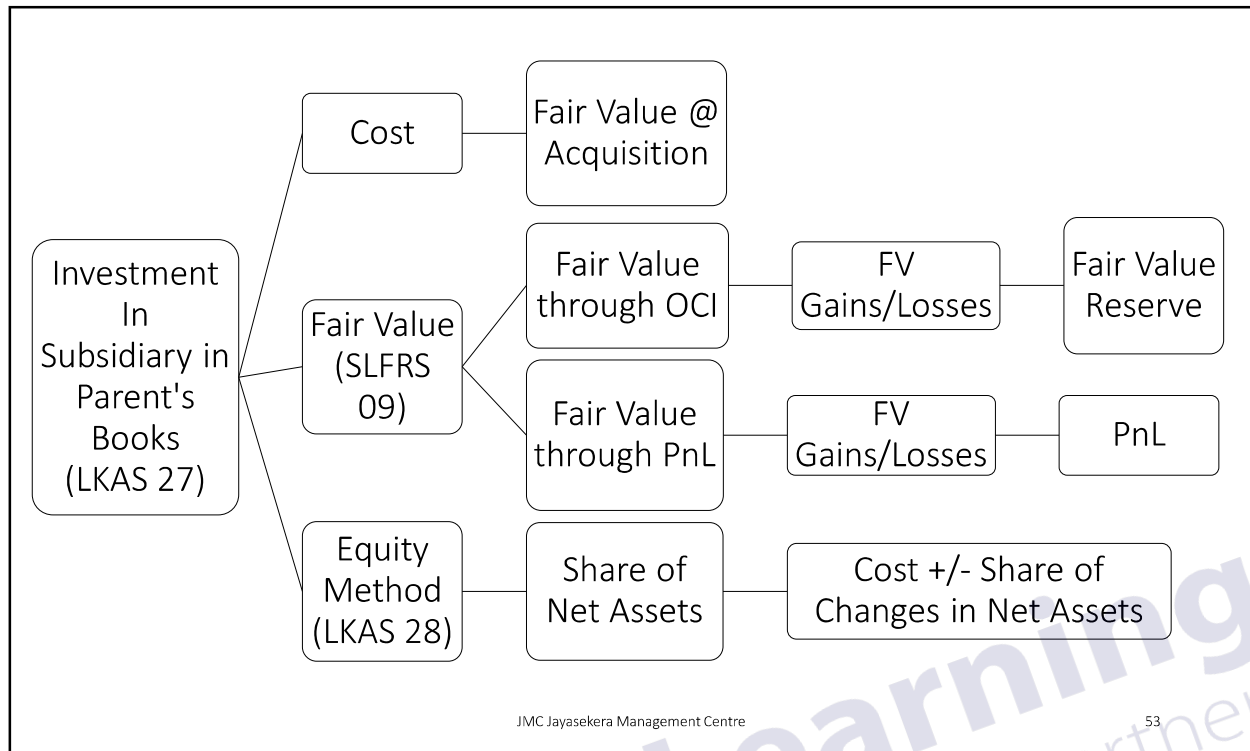 Investment
In
Subsidiary in
Parent's
Books
(LKAS 27)
Cost
Fair Value @
Acquisition
Fair Value
(SLFRS
09)
Fair Value
through OCI
FV
Gains/Losses
Fair Value
Reserve
Fair Value
through PnL
FV
Gains/Losses
PnL
Equity
Method
(LKAS 28)
Share of
Net Assets
Cost +/- Share of
Changes in Net Assets
JMC Jayasekera Management Centre
53